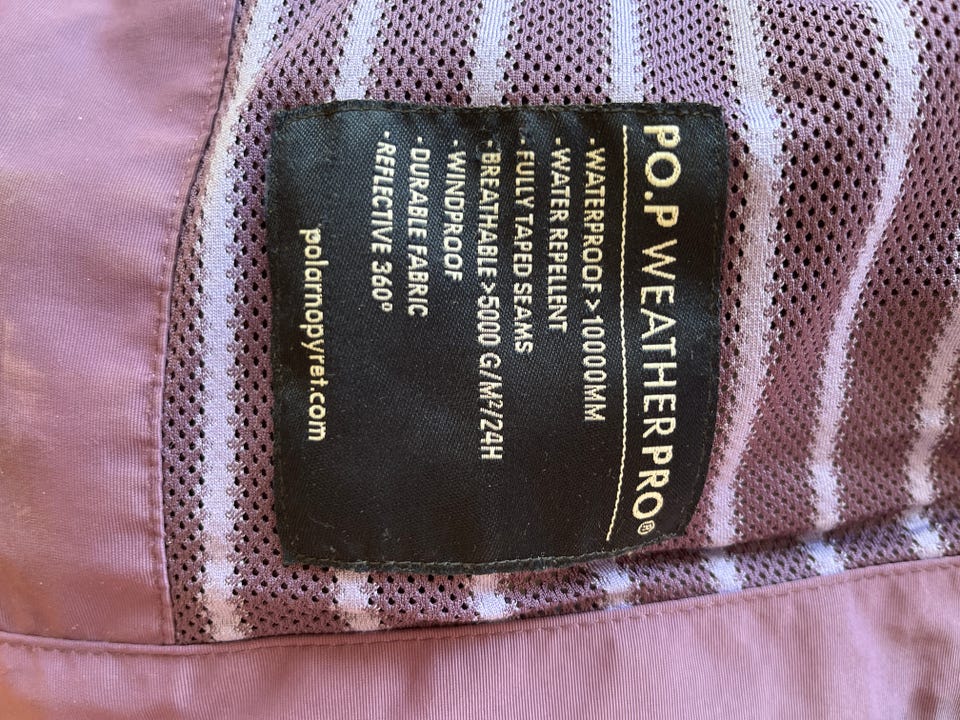 PO.P WEATHERPRO®
·WATERPROOF >10000MM
·WATER REPELLENT
·FULLY TAPED SEAMS
·BREATHABLE >5000 G/M²/24H
·WINDPROOF
·DURABLE FABRIC
·REFLECTIVE 360°
polarnopyret.com